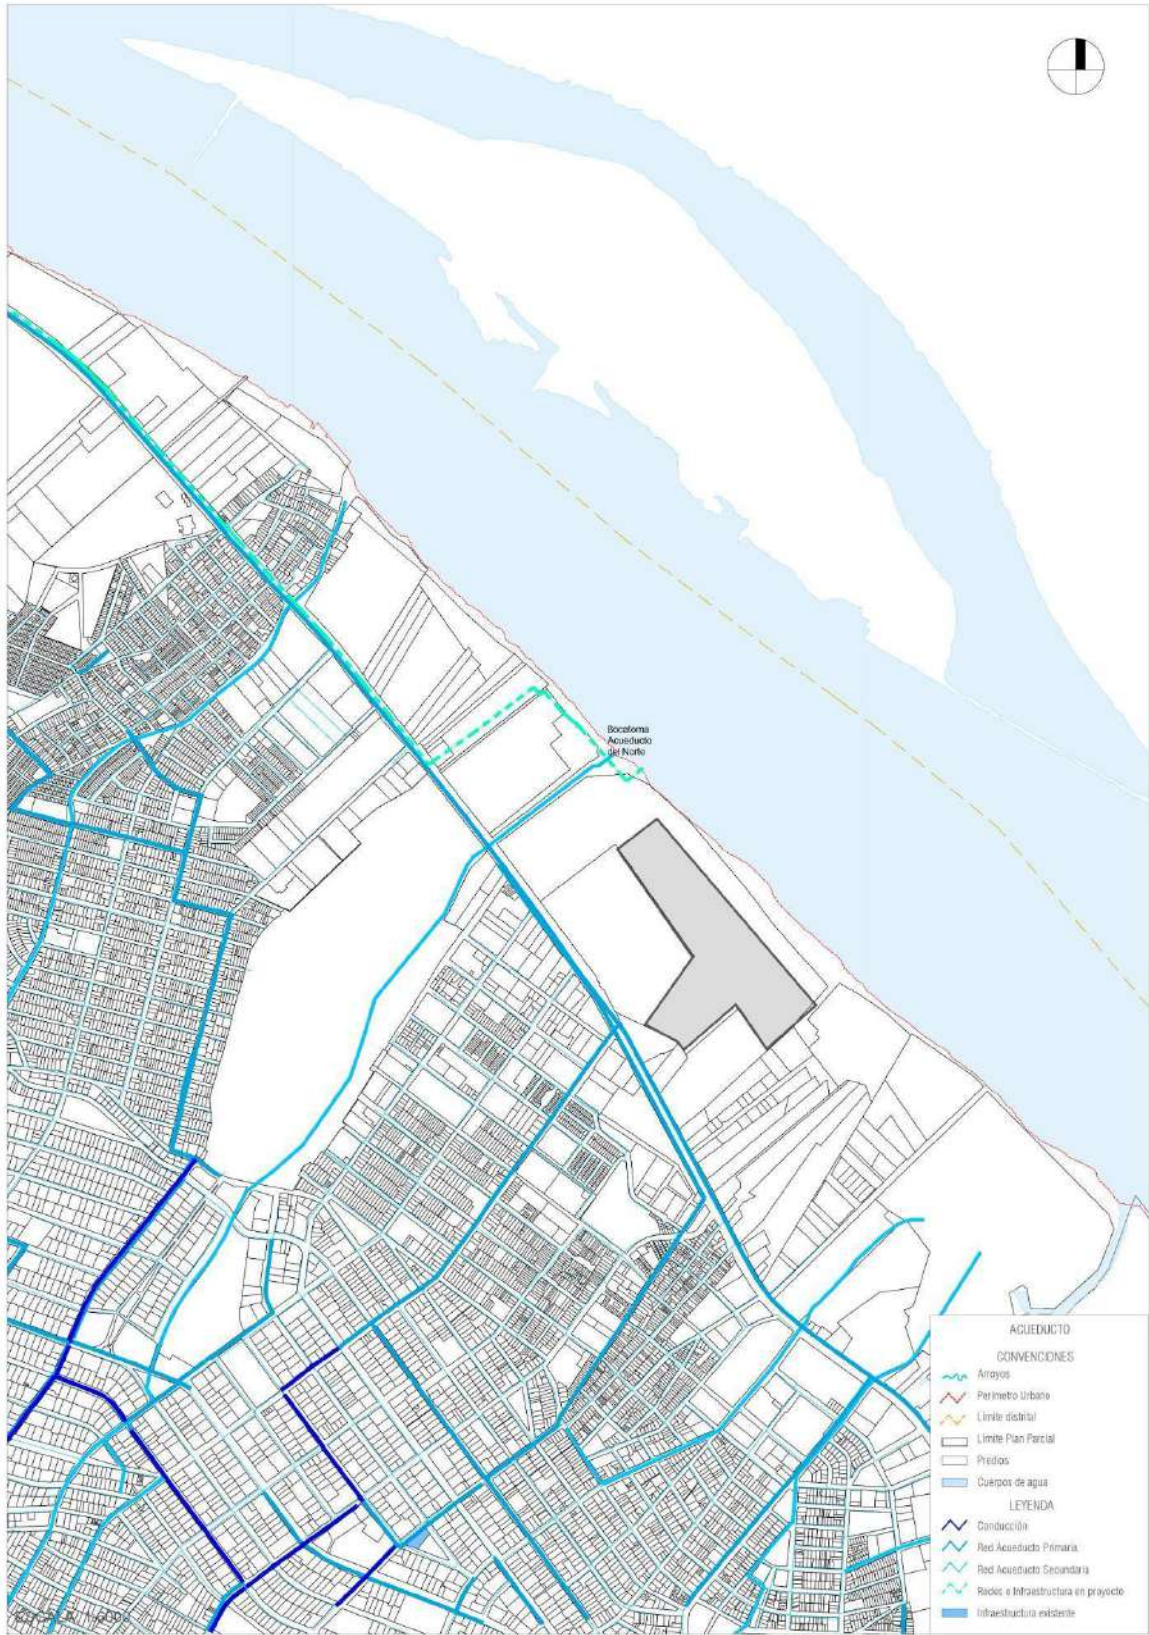 Bocatoma
Acueducto
del Norte
ACUEDUCTO
CONVENCIONES
Arroyos
Perimetro Urbano
Limite distrital
Limite Plan Parcial
Predios
Cuerpos de agua
LEYENDA
Conducción
Red Acueducto Primaria
Red Acueducto Secundaria
Redes e Infraestructura en proyecto
Infraestructura existente
ESCALA